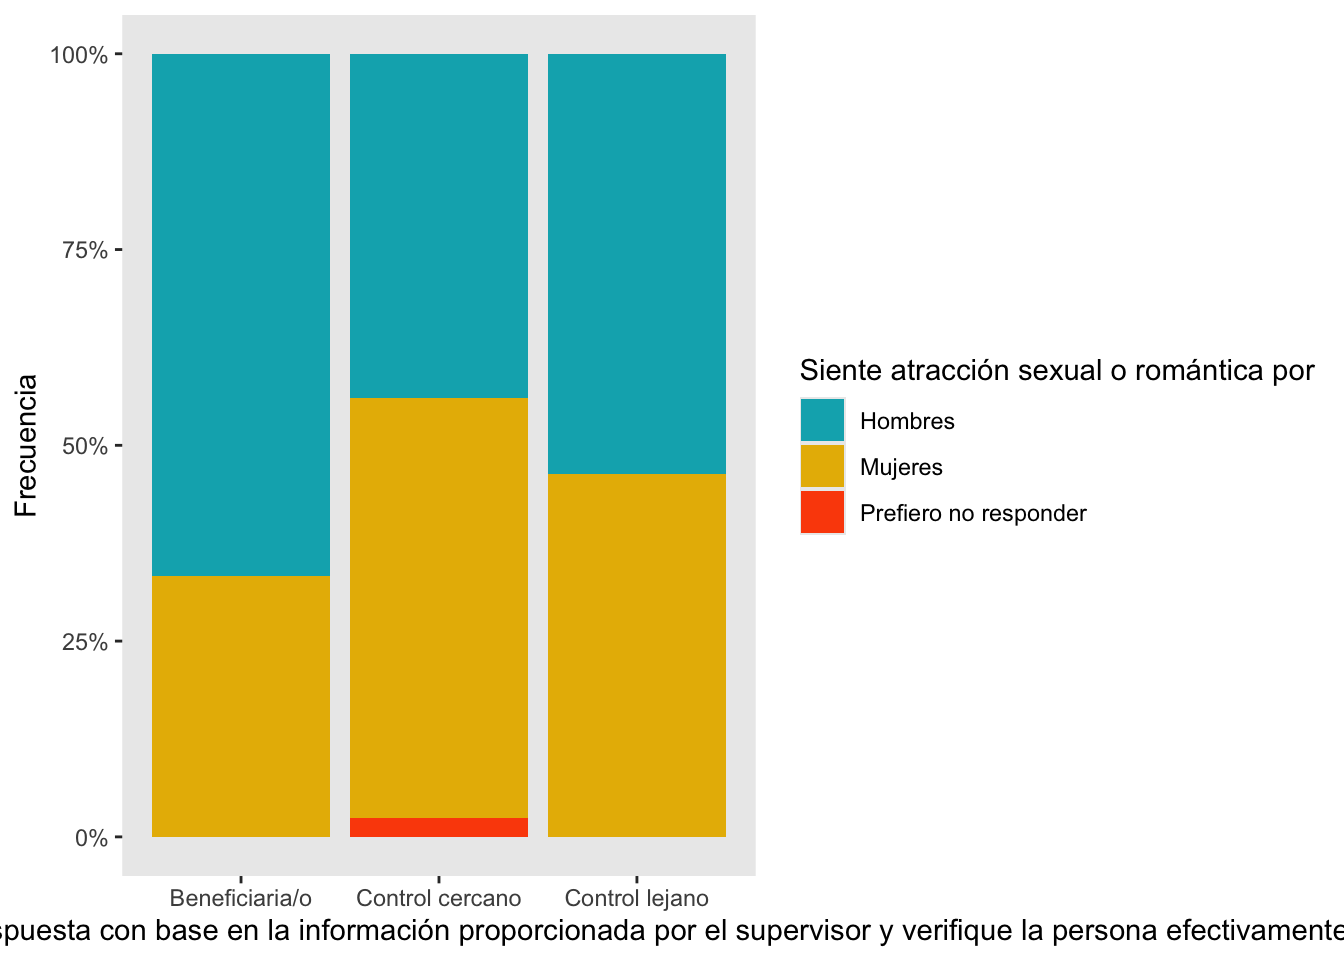 100%
75%
50%
25%
0%
Frecuencia
Beneficiaria/o
Control cercano
Control lejano
con base en la información proporcionada por el supervisor y verifique la persona efectivamente
Siente atracción sexual o romántica por
Hombres
Mujeres
Prefiero no responder